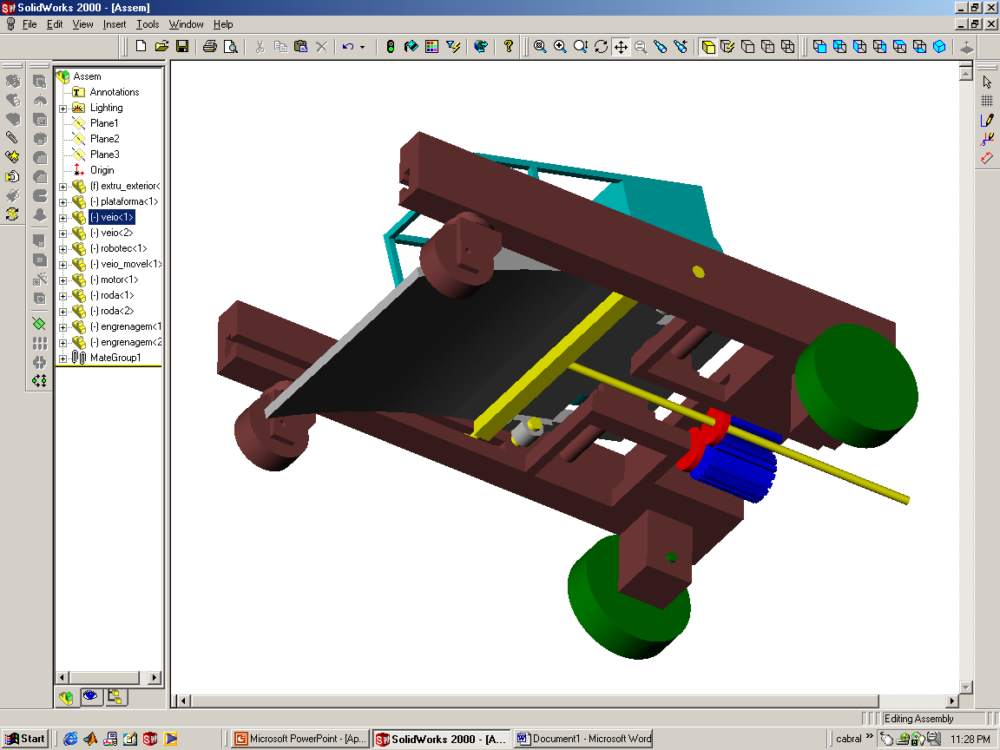 SolidWorks 2000 - [Assem]
File Edit View Insert Tools Window Help
Assem
Annotations
Lighting
Plane1
Plane2
Plane3
Origin
(f) extru_exterior<
(-) plataforma<1>
(-) veio<1>
(-) veio<2>
(-) robotec<1>
(-) veio_movel<1>
(-) motor<1>
(-) roda<1>
(-) roda<2>
(-) engrenagem<1
(-) engrenagem<2
MateGroup1
Editing Assembly
Start Microsoft PowerPoint - [Ap... SolidWorks 2000 - [A... Document1 - Microsoft Word cabral » 11:28 PM